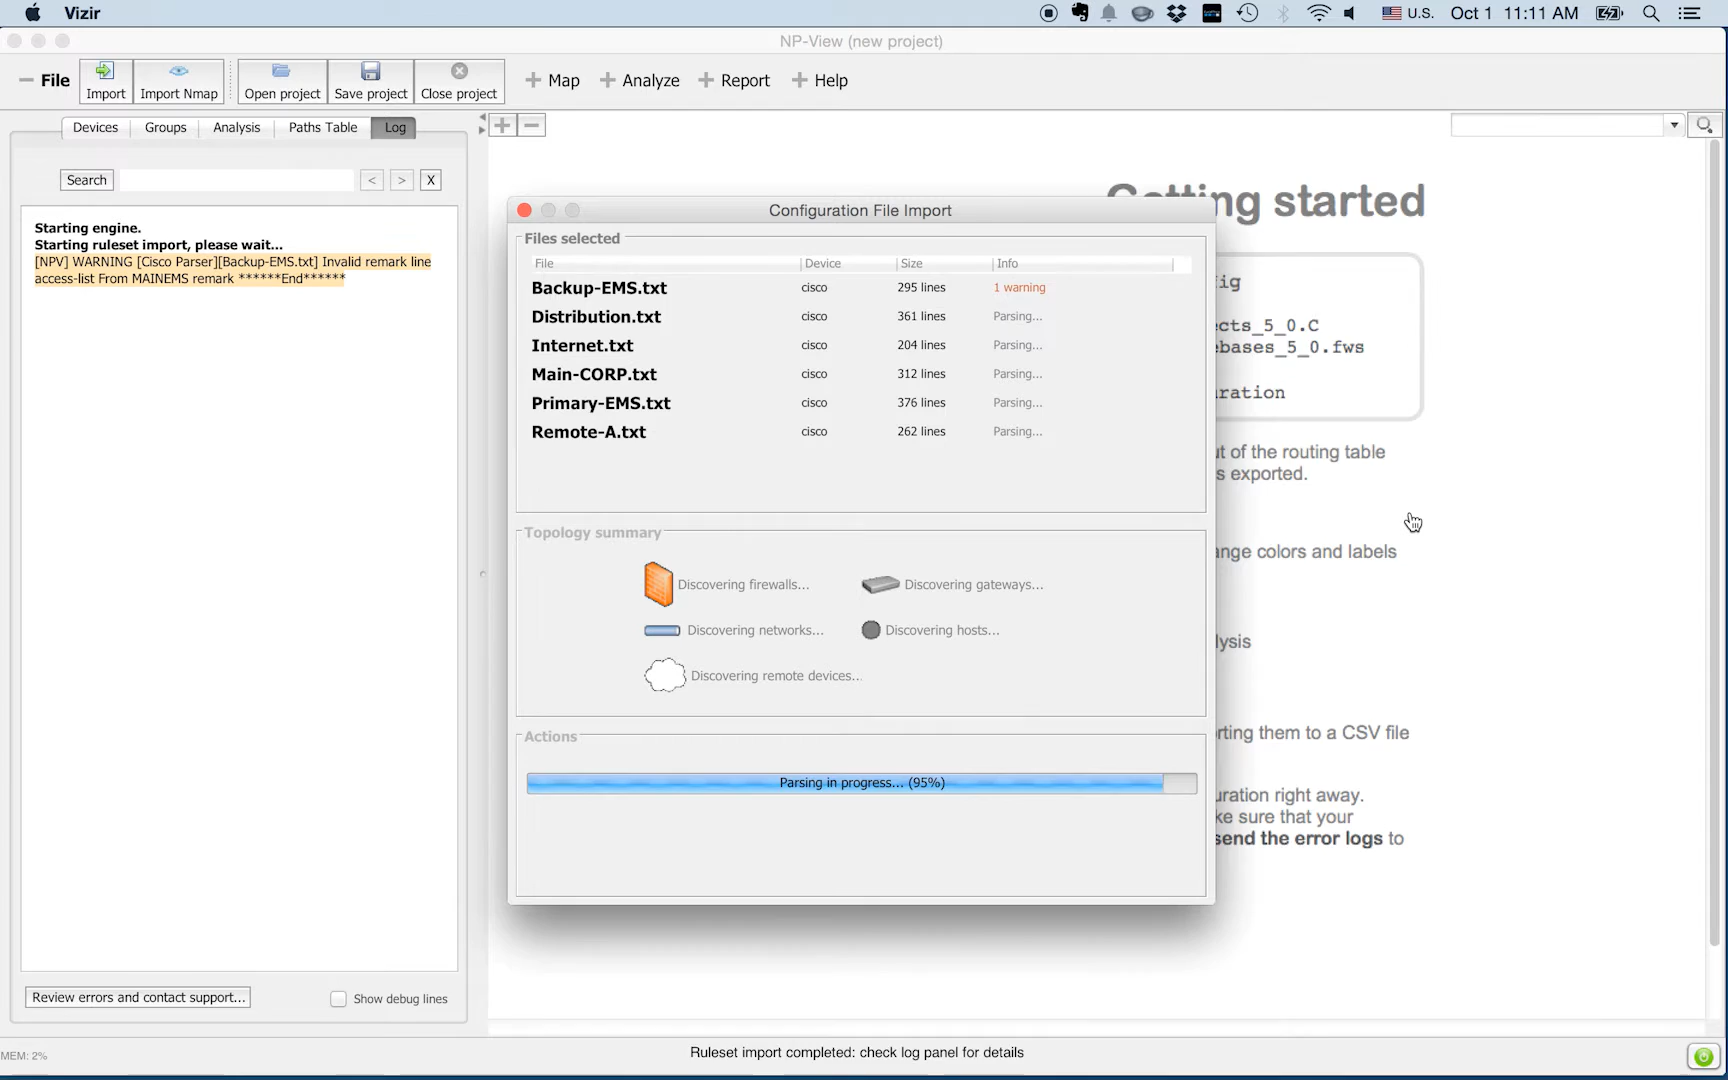 Vizir
U.S. Oct 1 11:11 AM
NP-View (new project)
File
Import
Import Nmap
Open project
Save project
Close project
Map
Analyze
Report
Help
Devices
Groups
Analysis
Paths Table
Log
Search
<
>
X
Starting engine.
Starting ruleset import, please wait...
[NPV] WARNING [Cisco Parser][Backup-EMS.txt] Invalid remark line
access-list From MAINEMS remark ******End******
Review errors and contact support...
Show debug lines
Getting started
ig
ects_5_0.C
ebases_5_0.fws
uration
ut of the routing table
s exported.
ange colors and labels
lysis
rting them to a CSV file
uration right away.
ke sure that your
send the error logs to
Configuration File Import
Files selected
File Device Size Info
Backup-EMS.txt cisco 295 lines 1 warning
Distribution.txt cisco 361 lines Parsing...
Internet.txt cisco 204 lines Parsing...
Main-CORP.txt cisco 312 lines Parsing...
Primary-EMS.txt cisco 376 lines Parsing...
Remote-A.txt cisco 262 lines Parsing...
Topology summary
Discovering firewalls...
Discovering gateways...
Discovering networks...
Discovering hosts...
Discovering remote devices...
Actions
Parsing in progress... (95%)
MEM: 2%
Ruleset import completed: check log panel for details